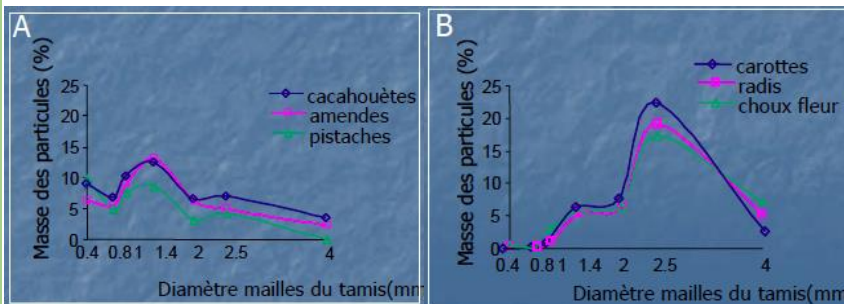 A
Masse des particules (%)
25
20
15
10
5
0
cacahouètes
amendes
pistaches
0.4 0.8 1 1.4 2 2.5 4
Diamètre mailles du tamis(mm
B
Masse des particules (%)
25
20
15
10
5
0
carottes
radis
choux fleur
0.4 0.8 1 1.4 2 2.5 4
Diamètre mailles du tamis(mm